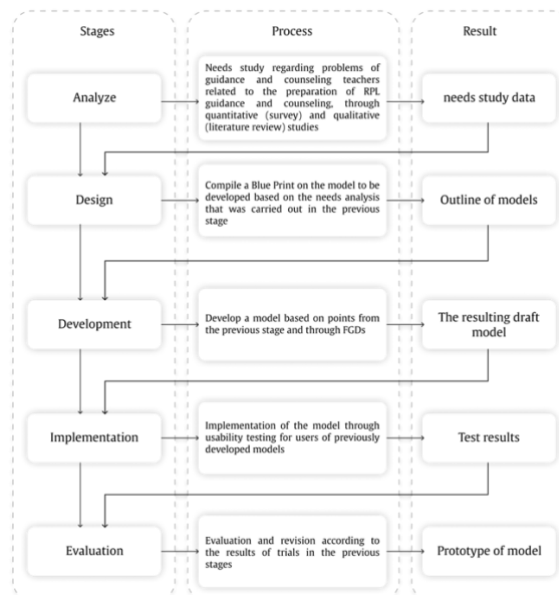 Stages
Process
Result
Analyze
Needs study regarding problems of
guidance and counseling teachers
related to the preparation of RPL
guidance and counseling, through
quantitative (survey) and qualitative
(literature review) studies
needs study data
Design
Compile a Blue Print on the model to be
developed based on the needs analysis
that was carried out in the previous
stage
Outline of models
Development
Develop a model based on points from
the previous stage and through FGDs
The resulting draft
model
Implementation
Implementation of the model through
usability testing for users of previously
developed models
Test results
Evaluation
Evaluation and revision according to
the results of trials in the previous
stages
Prototype of model